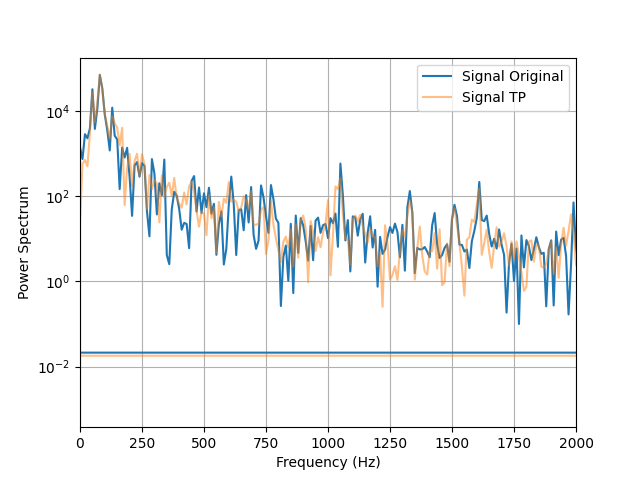 Signal Original
Signal TP
10^4
10^2
10^0
10^-2
Power Spectrum
0 250 500 750 1000 1250 1500 1750 2000
Frequency (Hz)